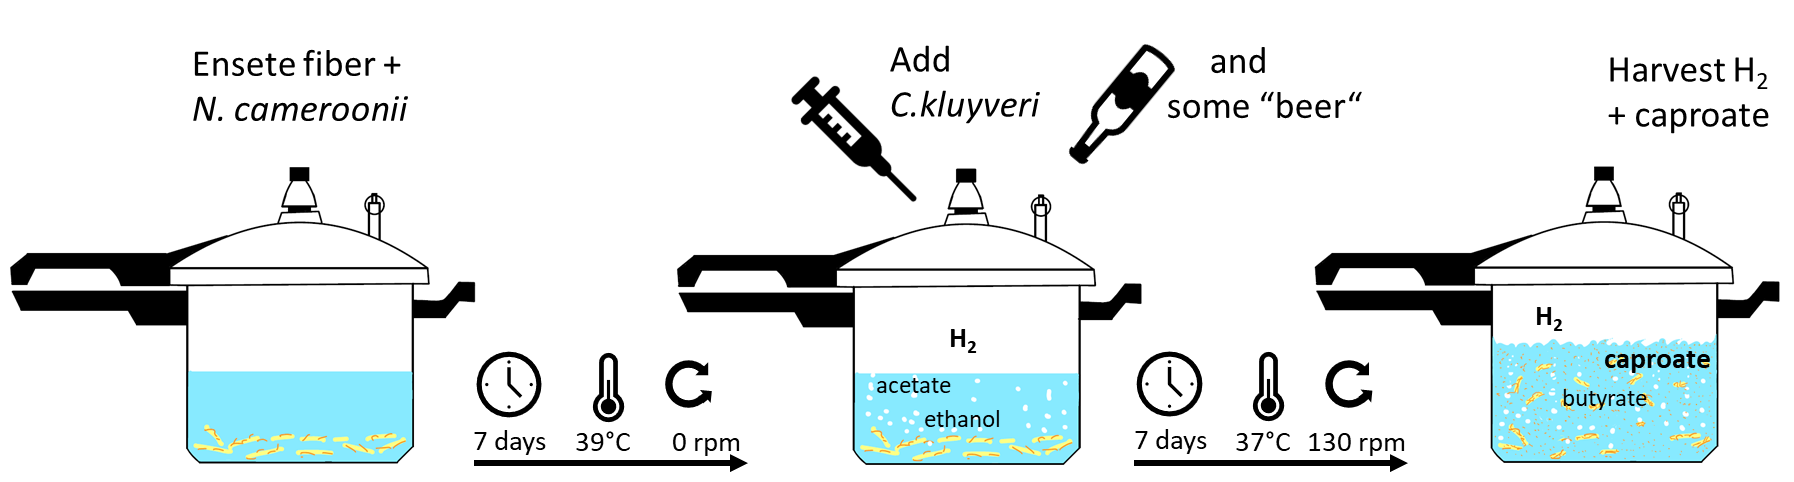 Ensete fiber +
N. cameroonii
Add
C.kluyveri
and
some “beer“
Harvest H₂
+ caproate
7 days
39°C
0 rpm
H₂
acetate
ethanol
7 days
37°C
130 rpm
H₂
caproate
butyrate